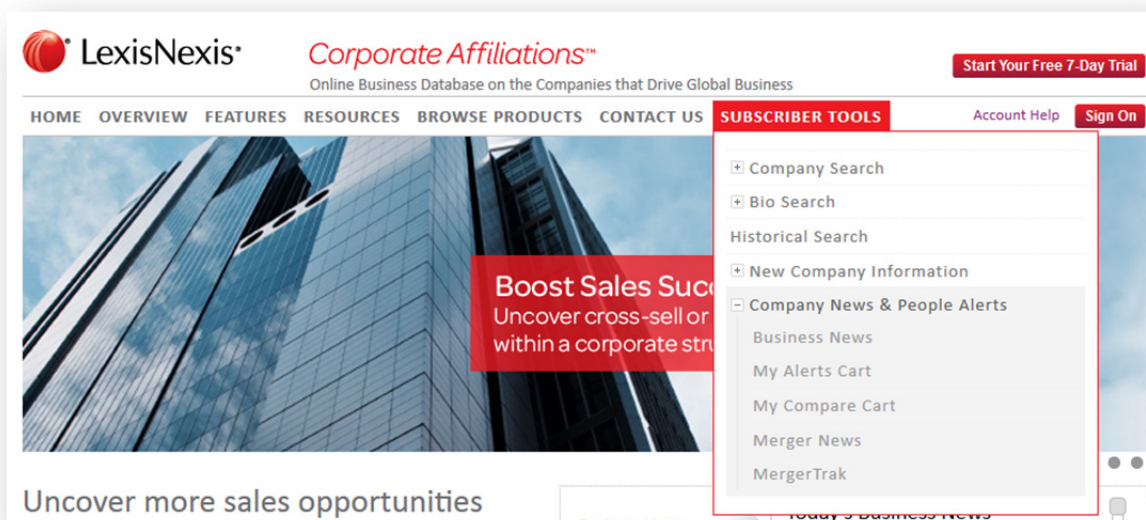 LexisNexis®
Corporate Affiliations™
Online Business Database on the Companies that Drive Global Business
Start Your Free 7-Day Trial
HOME OVERVIEW FEATURES RESOURCES BROWSE PRODUCTS CONTACT US SUBSCRIBER TOOLS Account Help Sign On
Company Search
Bio Search
Historical Search
New Company Information
Company News & People Alerts
Business News
My Alerts Cart
My Compare Cart
Merger News
MergerTrak
Boost Sales Succ
Uncover cross-sell or
within a corporate stru
Uncover more sales opportunities
Today's Business News